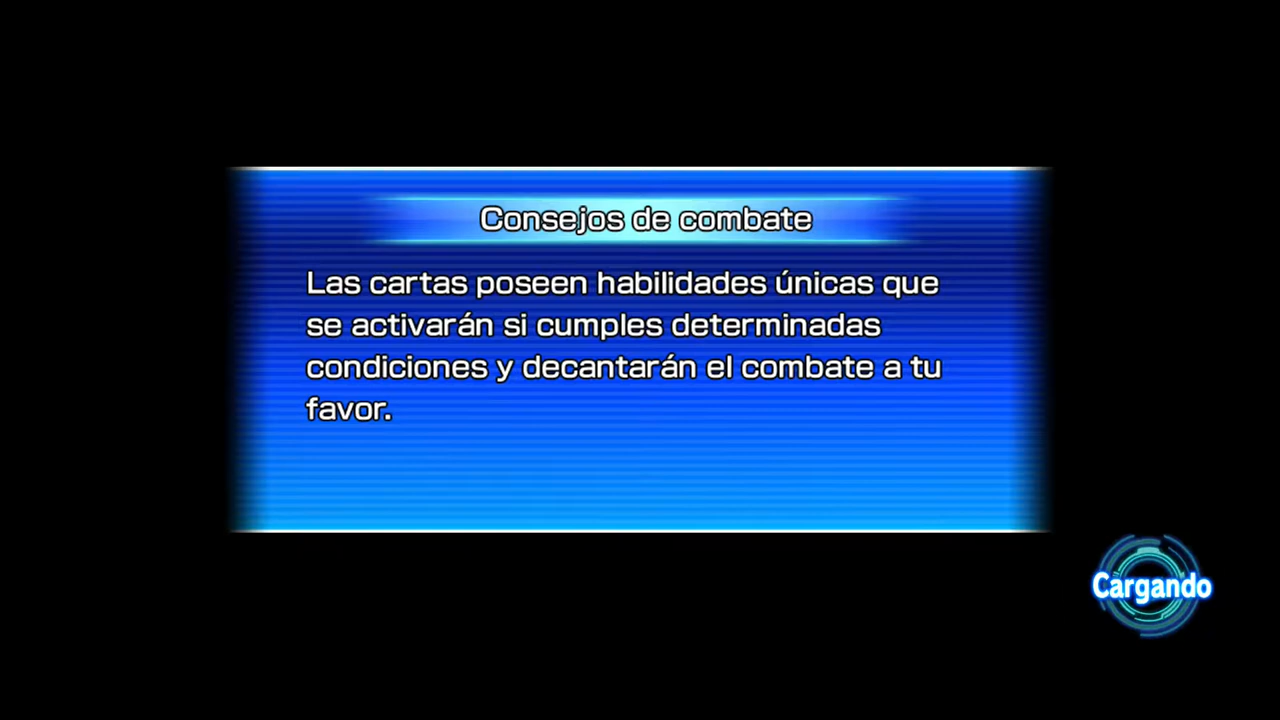 Consejos de combate
Las cartas poseen habilidades únicas que
se activarán si cumples determinadas
condiciones y decantarán el combate a tu
favor.
Cargando